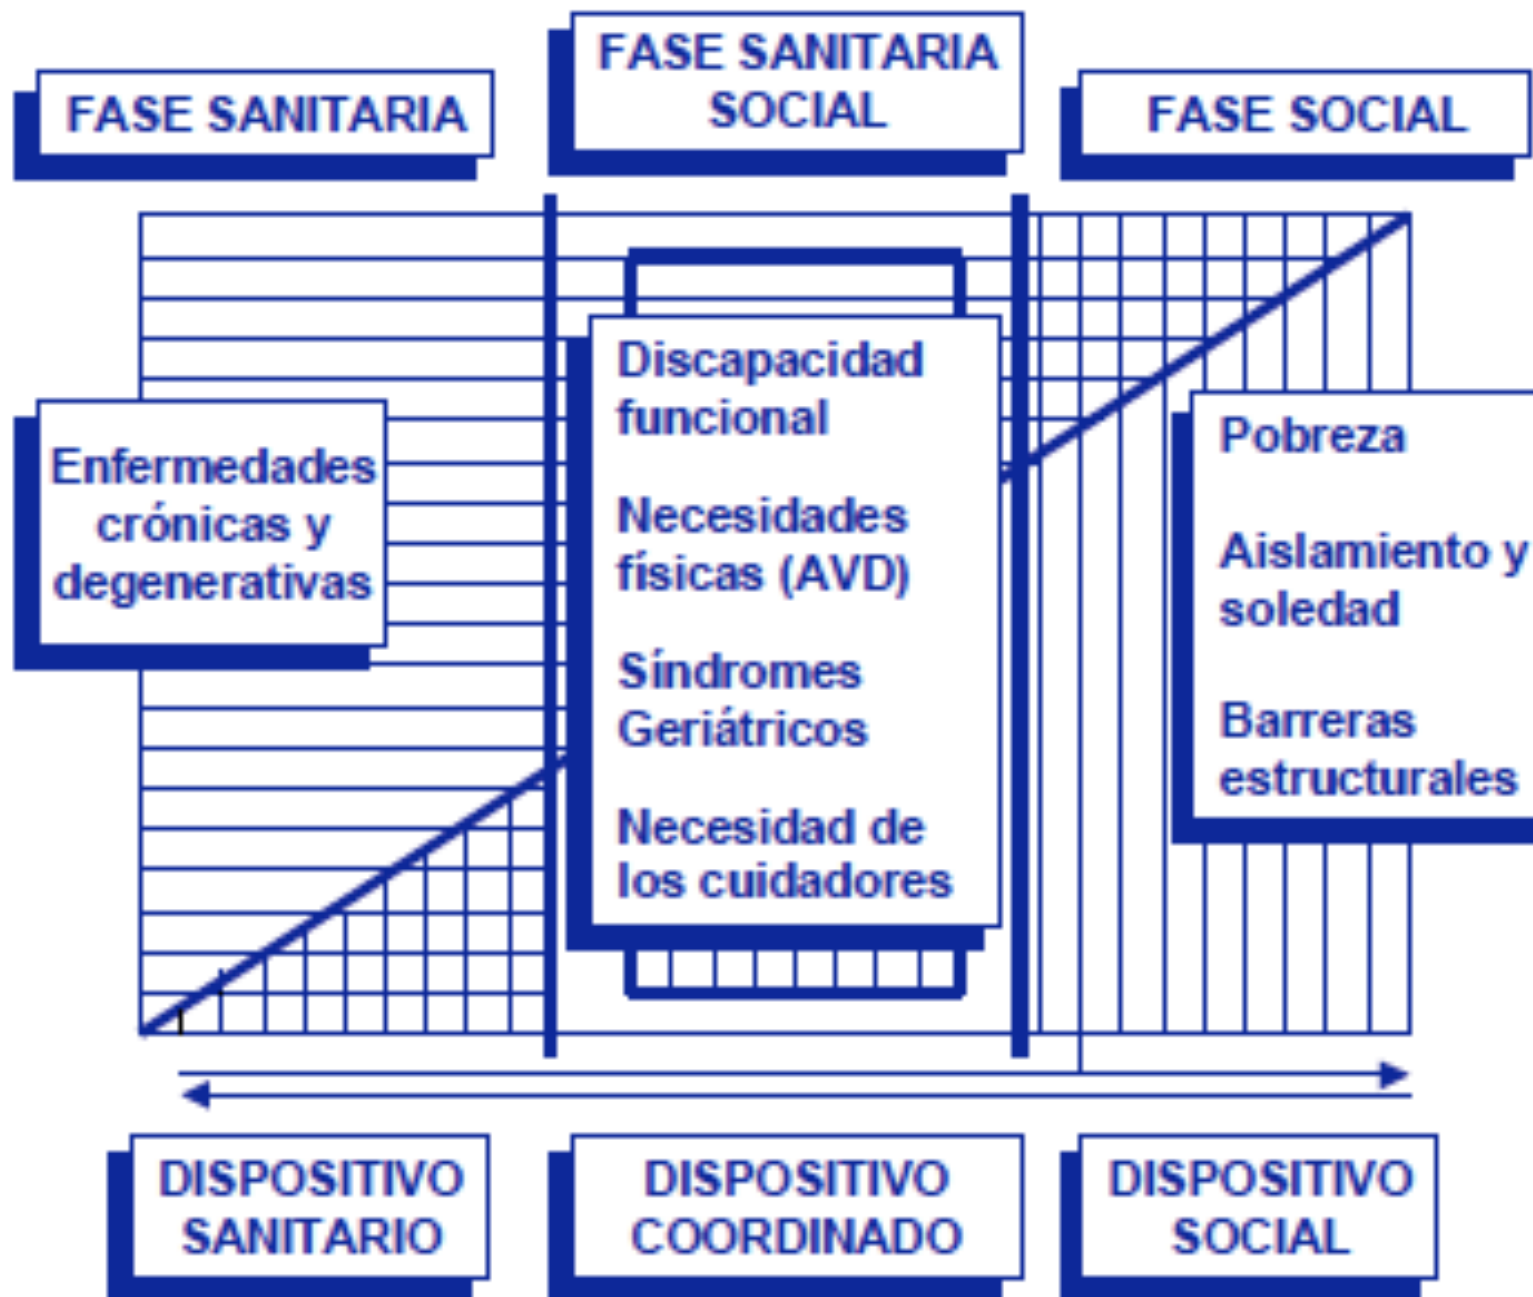 FASE SANITARIA
FASE SANITARIA
SOCIAL
FASE SOCIAL
Enfermedades
crónicas y
degenerativas
Discapacidad
funcional
Necesidades
físicas (AVD)
Síndromes
Geriátricos
Necesidad de
los cuidadores
Pobreza
Aislamiento y
soledad
Barreras
estructurales
DISPOSITIVO
SANITARIO
DISPOSITIVO
COORDINADO
DISPOSITIVO
SOCIAL